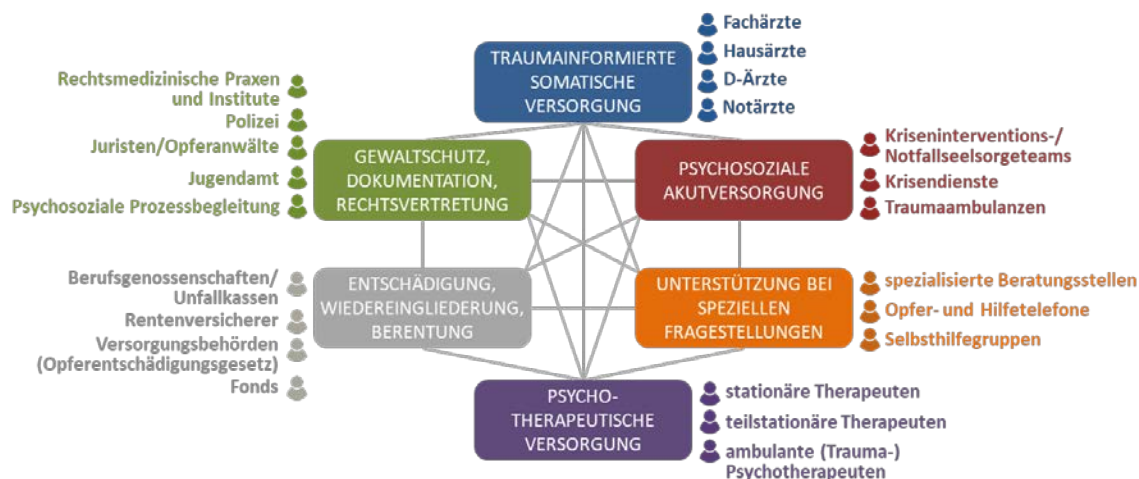 TRAUMAINFORMIERTE
SOMATISCHE
VERSORGUNG
Fachärzte
Hausärzte
D-Ärzte
Notärzte
Rechtsmedizinische Praxen
und Institute
Polizei
Juristen/Opferanwälte
Jugendamt
Psychosoziale Prozessbegleitung
GEWALTSCHUTZ,
DOKUMENTATION,
RECHTSVERTRETUNG
PSYCHOSOZIALE
AKUTVERSORGUNG
Kriseninterventions-/
Notfallseelsorgeteams
Krisendienste
Traumaambulanzen
Berufsgenossenschaften/
Unfallkassen
Rentenversicherer
Versorgungsbehörden
(Opferentschädigungsgesetz)
Fonds
ENTSCHÄDIGUNG,
WIEDEREINGLIEDERUNG,
BERENTUNG
UNTERSTÜTZUNG BEI
SPEZIELLEN
FRAGESTELLUNGEN
spezialisierte Beratungsstellen
Opfer- und Hilfetelefone
Selbsthilfegruppen
PSYCHO-
THERAPEUTISCHE
VERSORGUNG
stationäre Therapeuten
teilstationäre Therapeuten
ambulante (Trauma-)
Psychotherapeuten